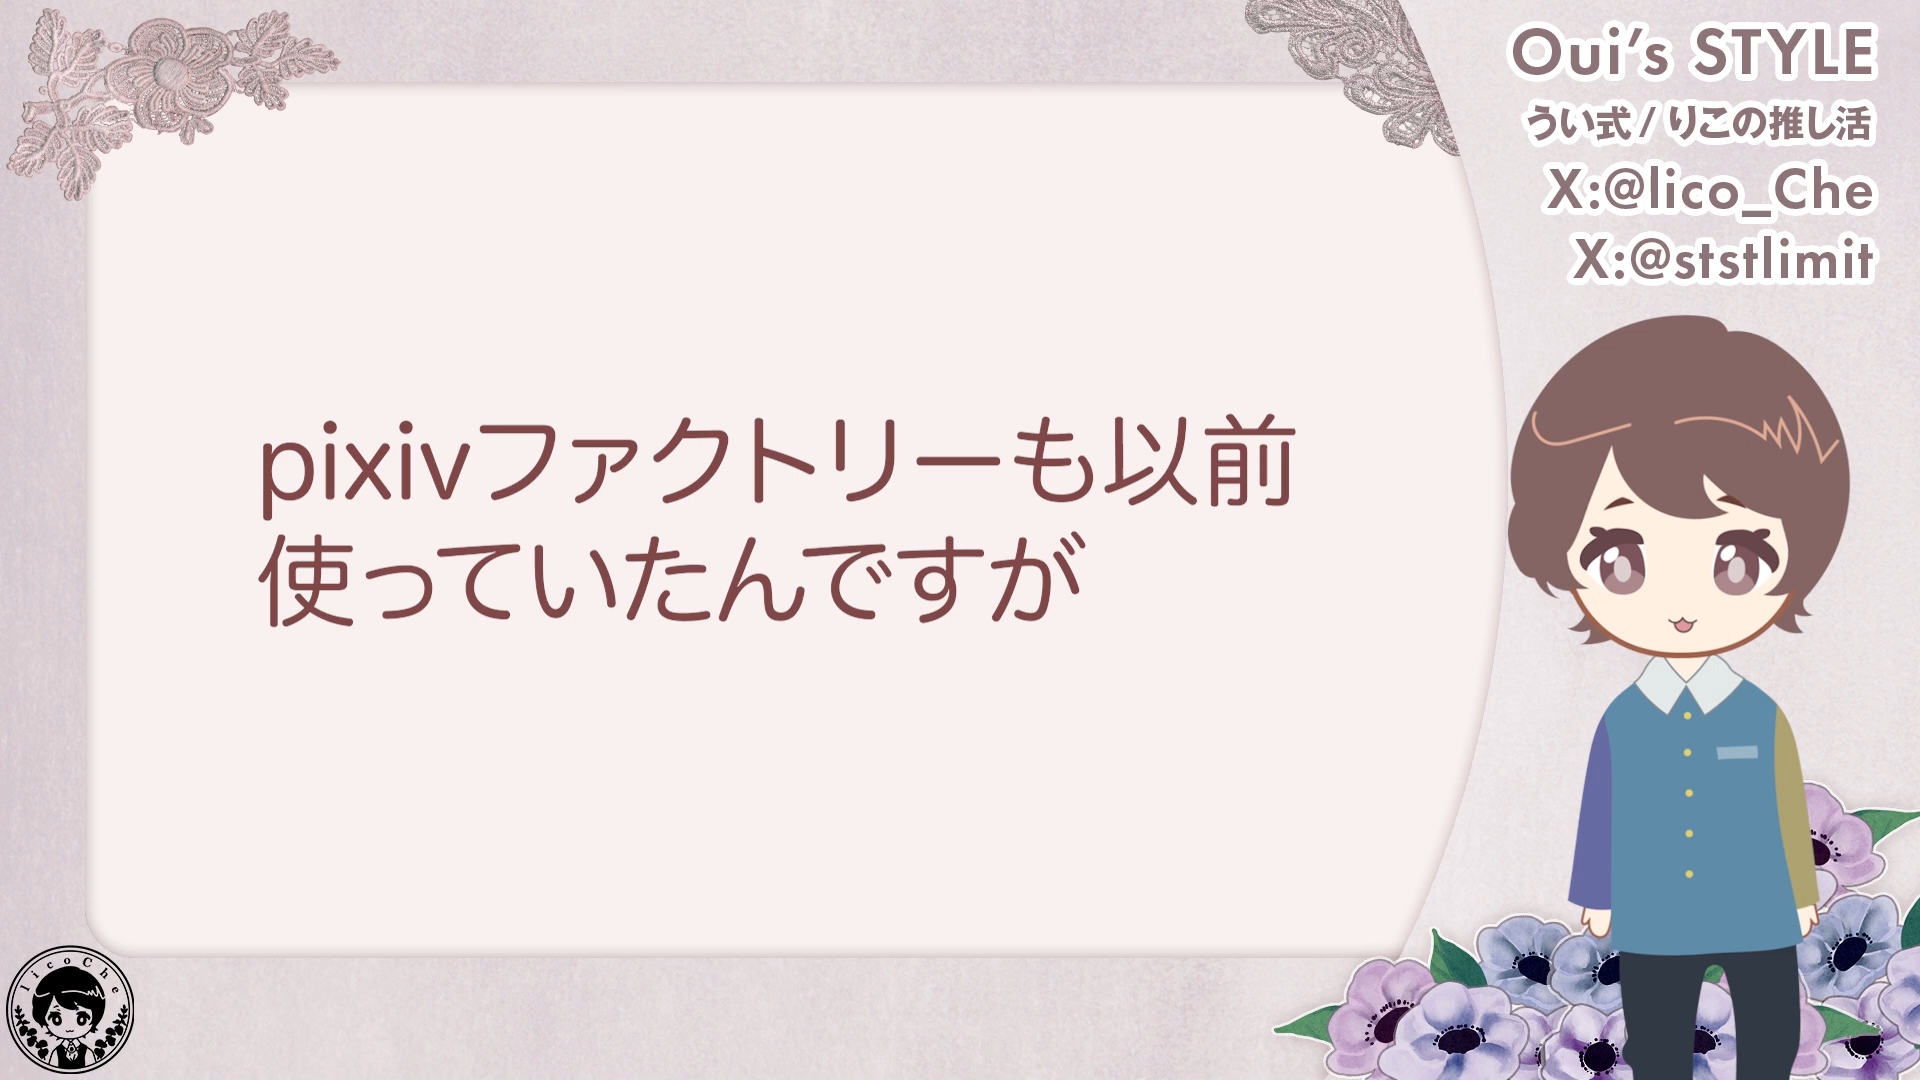 Oui's STYLE
うい式 / りこの推し活
X:@lico_Che
X:@ststlimit
pixivファクトリーも以前
使っていたんですが
licoChe